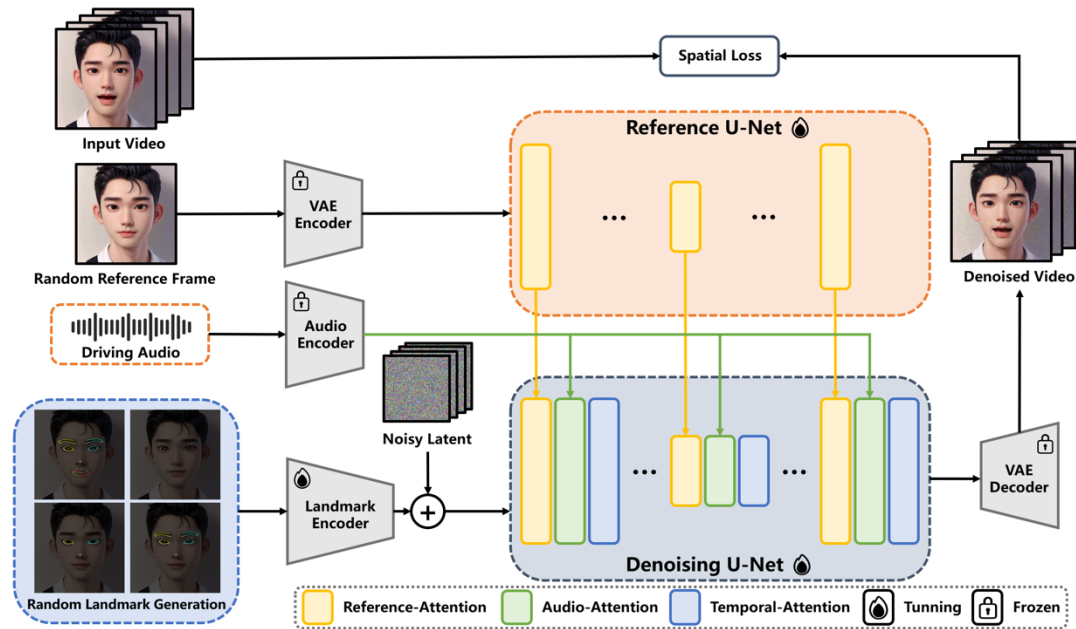 Input Video
Spatial Loss
Reference U-Net
VAE
Encoder
Random Reference Frame
Denoised Video
Driving Audio
Audio
Encoder
Noisy Latent
Landmark
Encoder
+
VAE
Decoder
Random Landmark Generation
Denoising U-Net
...
...
...
...
Reference-Attention
Audio-Attention
Temporal-Attention
Tunning
Frozen